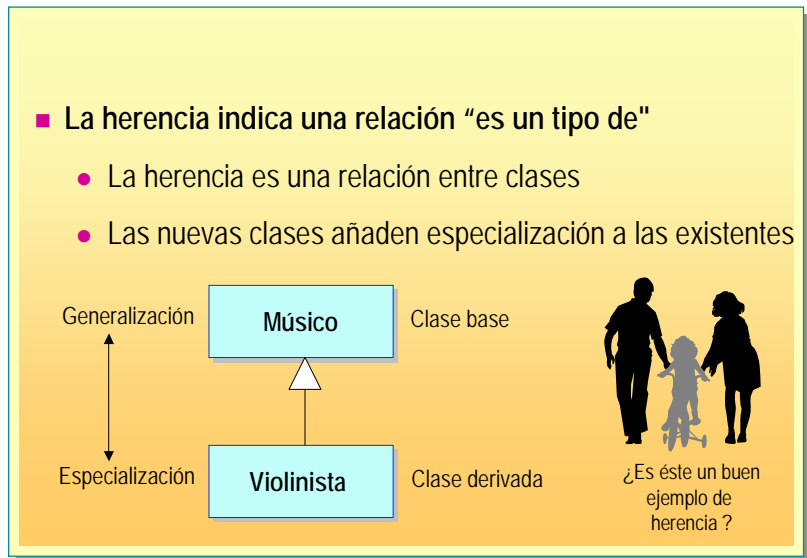 La herencia indica una relación “es un tipo de"
La herencia es una relación entre clases
Las nuevas clases añaden especialización a las existentes
Generalización
Músico
Clase base
Especialización
Violinista
Clase derivada
¿Es éste un buen
ejemplo de
herencia ?